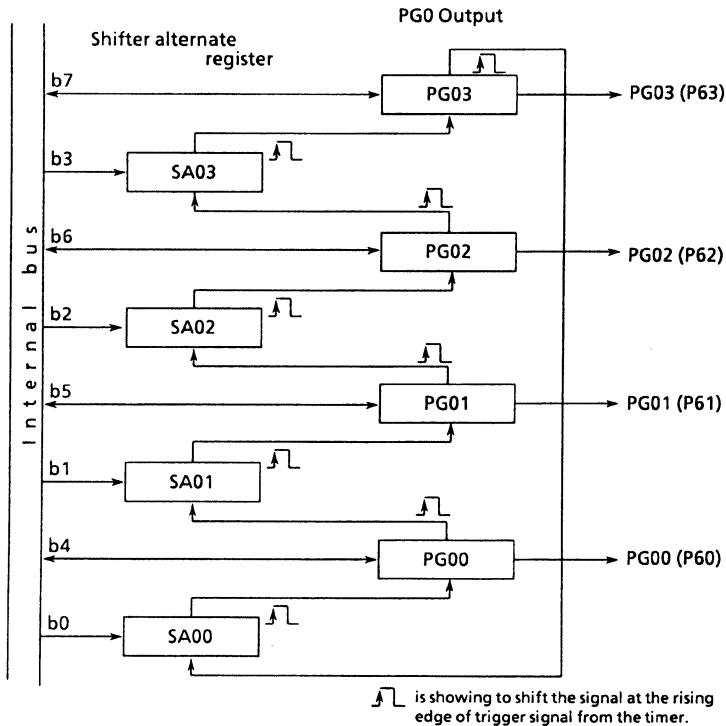 PG0 Output
Shifter alternate
register
b7
PG03
PG03 (P63)
b3
SA03
b6
PG02
PG02 (P62)
b2
SA02
Internal bus
b5
PG01
PG01 (P61)
b1
SA01
b4
PG00
PG00 (P60)
b0
SA00
is showing to shift the signal at the rising
edge of trigger signal from the timer.